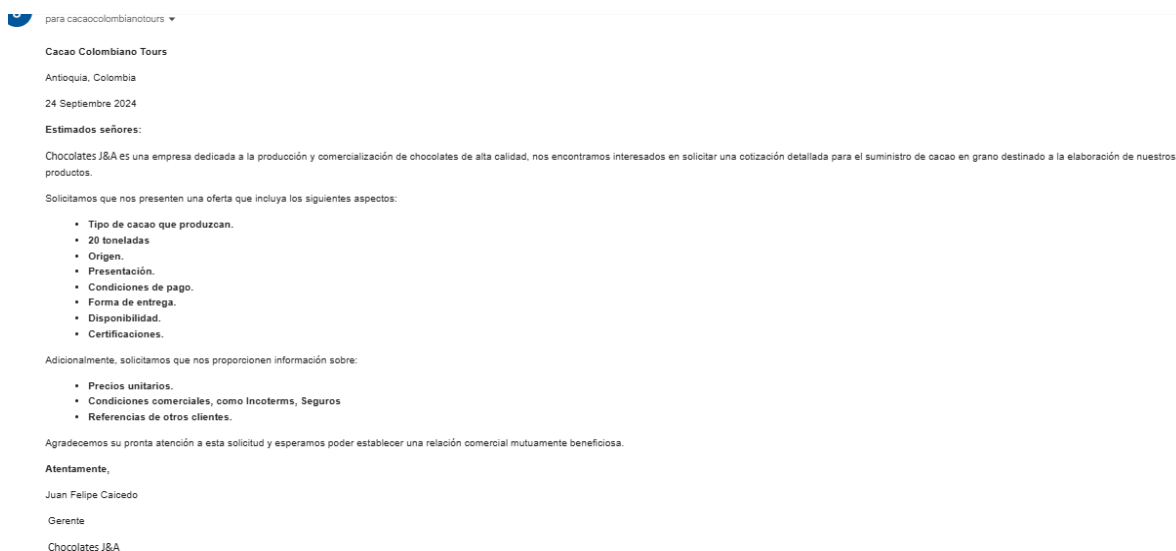 para cacaocolombianotours
Cacao Colombiano Tours
Antioquia, Colombia
24 Septiembre 2024
Estimados señores:
Chocolates J&A es una empresa dedicada a la producción y comercialización de chocolates de alta calidad, nos encontramos interesados en solicitar una cotización detallada para el suministro de cacao en grano destinado a la elaboración de nuestros
productos.
Solicitamos que nos presenten una oferta que incluya los siguientes aspectos:
• Tipo de cacao que produzcan.
• 20 toneladas
• Origen.
• Presentación.
• Condiciones de pago.
• Forma de entrega.
• Disponibilidad.
• Certificaciones.
Adicionalmente, solicitamos que nos proporcionen información sobre:
• Precios unitarios.
• Condiciones comerciales, como Incoterms, Seguros
• Referencias de otros clientes.
Agradecemos su pronta atención a esta solicitud y esperamos poder establecer una relación comercial mutuamente beneficiosa.
Atentamente,
Juan Felipe Caicedo
Gerente
Chocolates J&A